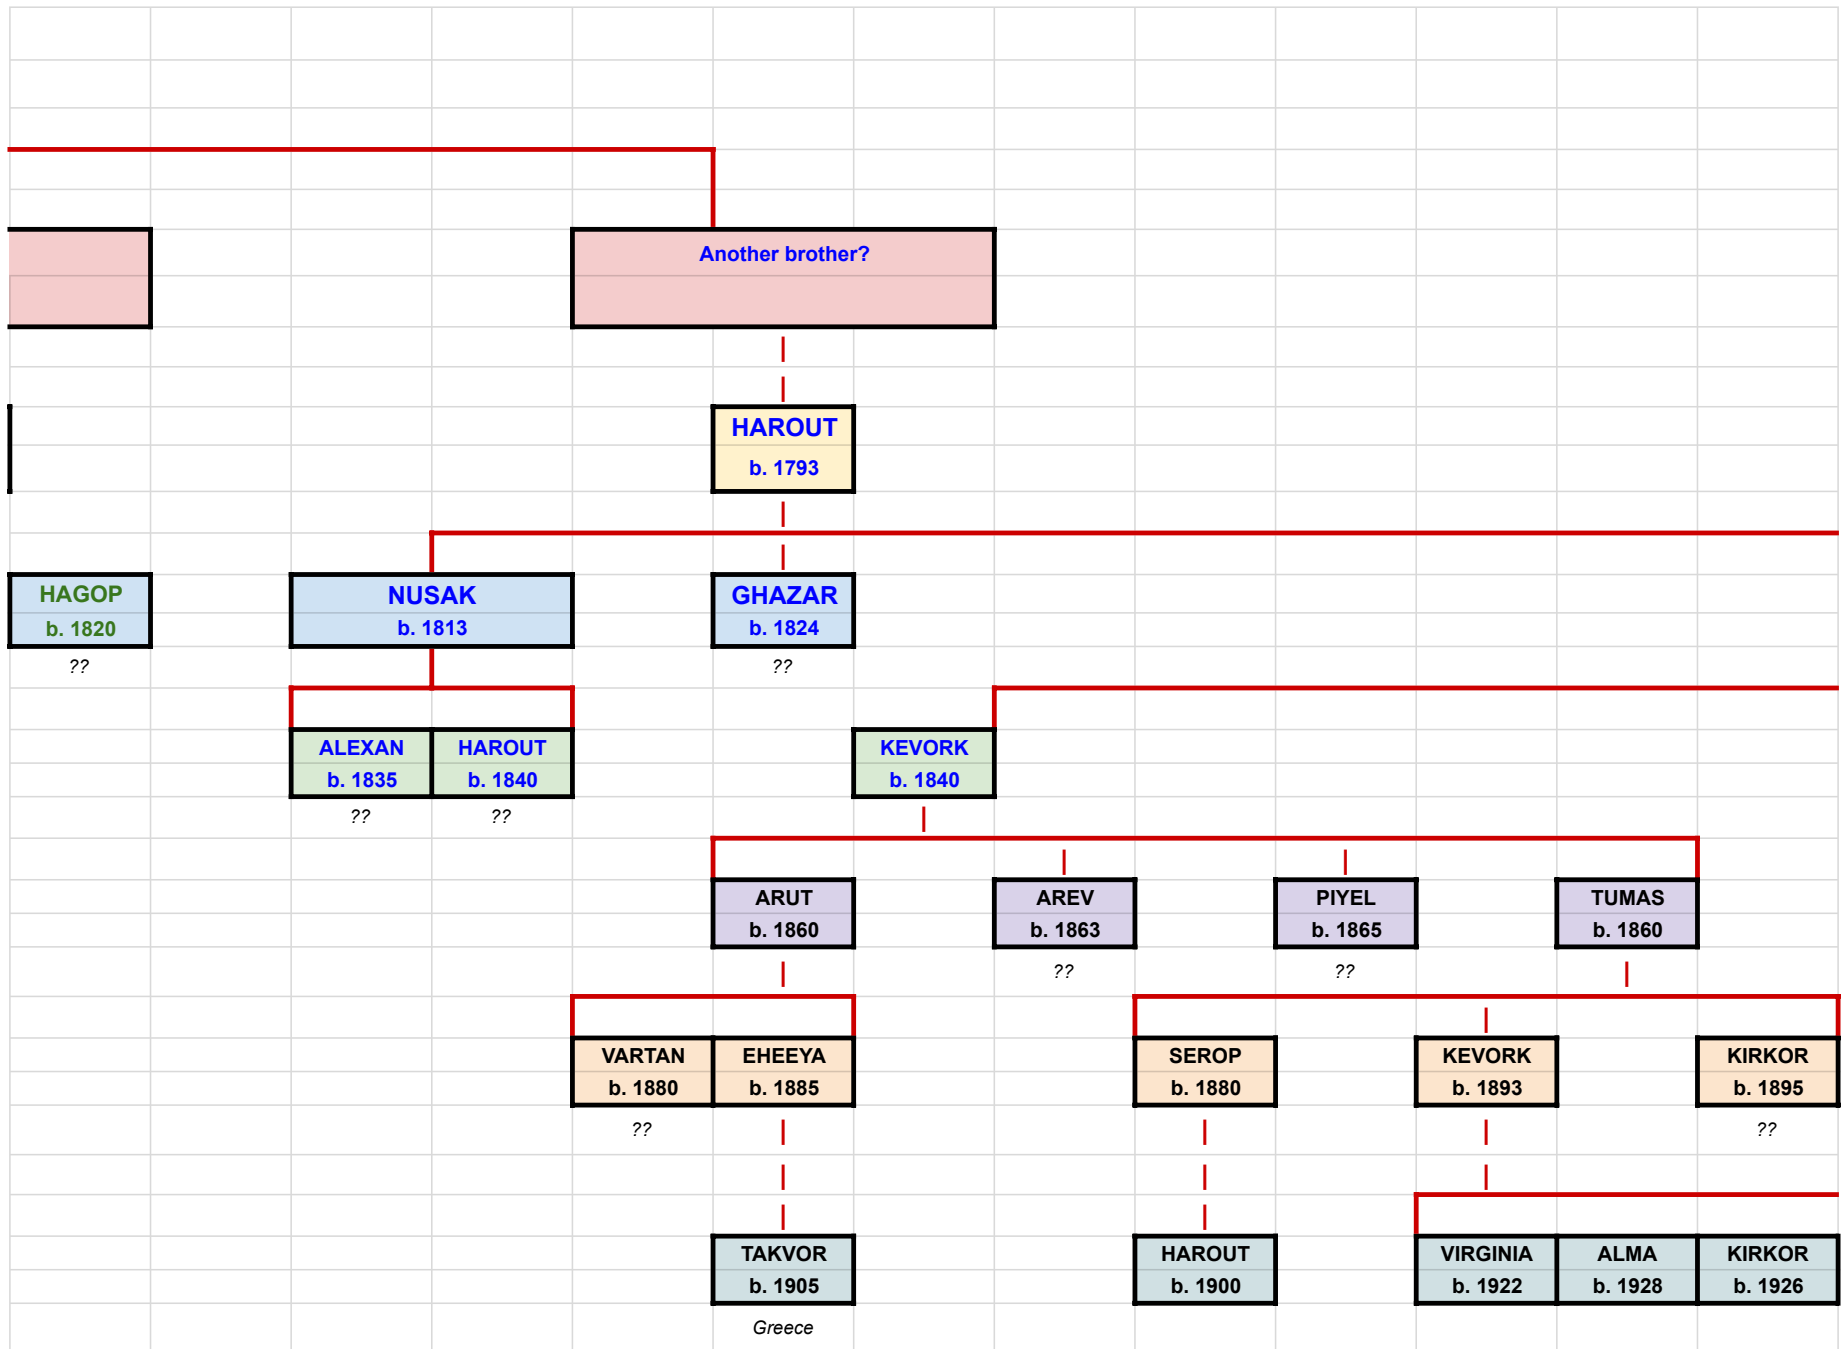 Another brother?
HAROUT
b. 1793
HAGOP
b. 1820
??
NUSAK
b. 1813
GHAZAR
b. 1824
??
ALEXAN
b. 1835
??
HAROUT
b. 1840
??
KEVORK
b. 1840
ARUT
b. 1860
AREV
b. 1863
??
PIYEL
b. 1865
??
TUMAS
b. 1860
VARTAN
b. 1880
??
EHEEYA
b. 1885
SEROP
b. 1880
KEVORK
b. 1893
KIRKOR
b. 1895
??
TAKVOR
b. 1905
Greece
HAROUT
b. 1900
VIRGINIA
b. 1922
ALMA
b. 1928
KIRKOR
b. 1926